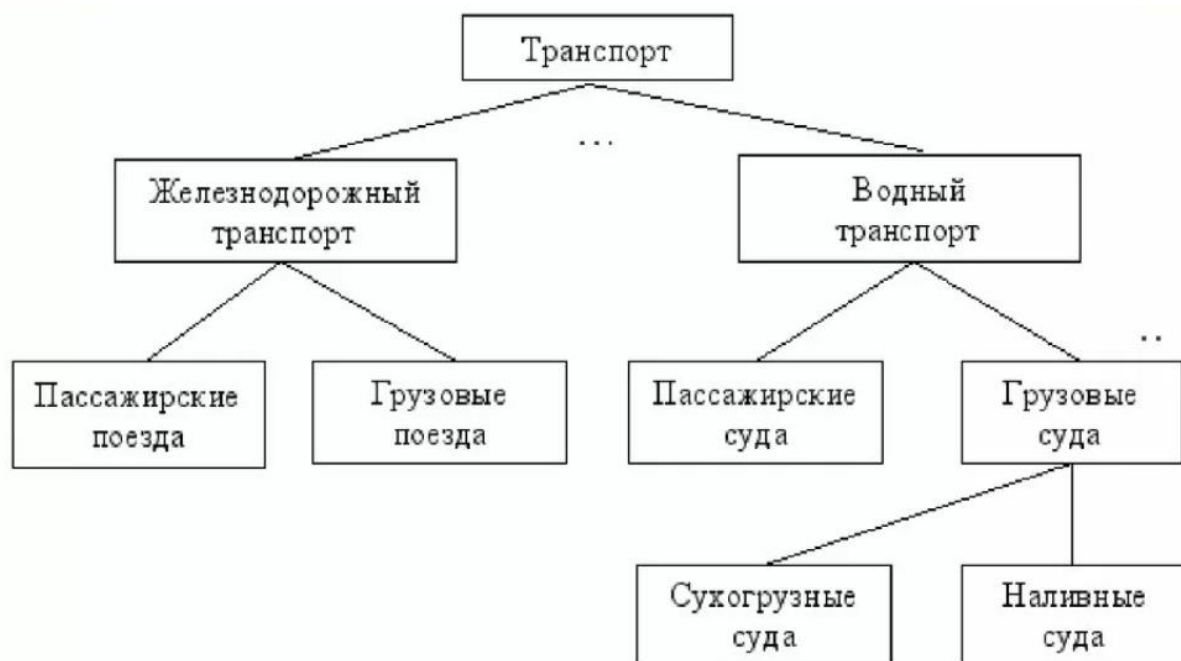 Транспорт
...
Железнодорожный
транспорт
Водный
транспорт
..
Пассажирские
поезда
Грузовые
поезда
Пассажирские
суда
Грузовые
суда
Сухогрузные
суда
Наливные
суда